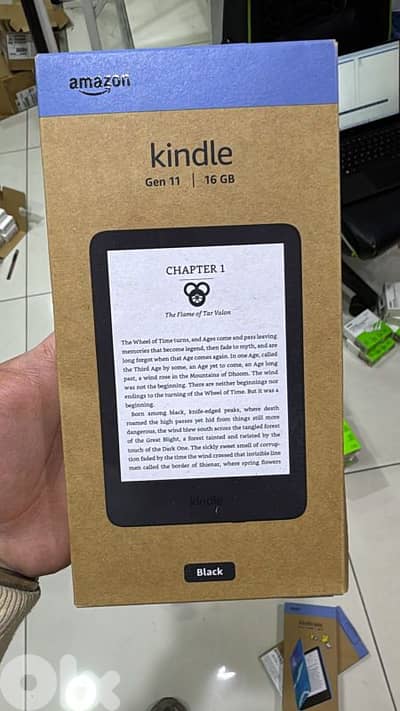 amazon
kindle
Gen 11 | 16 GB
CHAPTER 1
The Flame of Tar Valon
The Wheel of Time turns, and Ages come and pass leaving
memories that become legend, then fade to myth, and are
long forgot when that Age comes again. In one Age, called
the Third Age by some, an Age yet to come, an Age long
past, a wind rose in the Mountains of Dhoom. The wind
was not the beginning. There are neither beginnings nor
endings to the turning of the Wheel of Time. But it was a
beginning.
Born among black, knife-edged peaks, where death
roamed the high passes yet hid from things still more
dangerous, the wind blew south across the tangled forest
of the Great Blight, a forest tainted and twisted by the
touch of the Dark One. The sickly sweet smell of corrup-
tion faded by the time the wind crossed that invisible line
men called the border of Shienar, where spring flowers
kindle
Black
olx